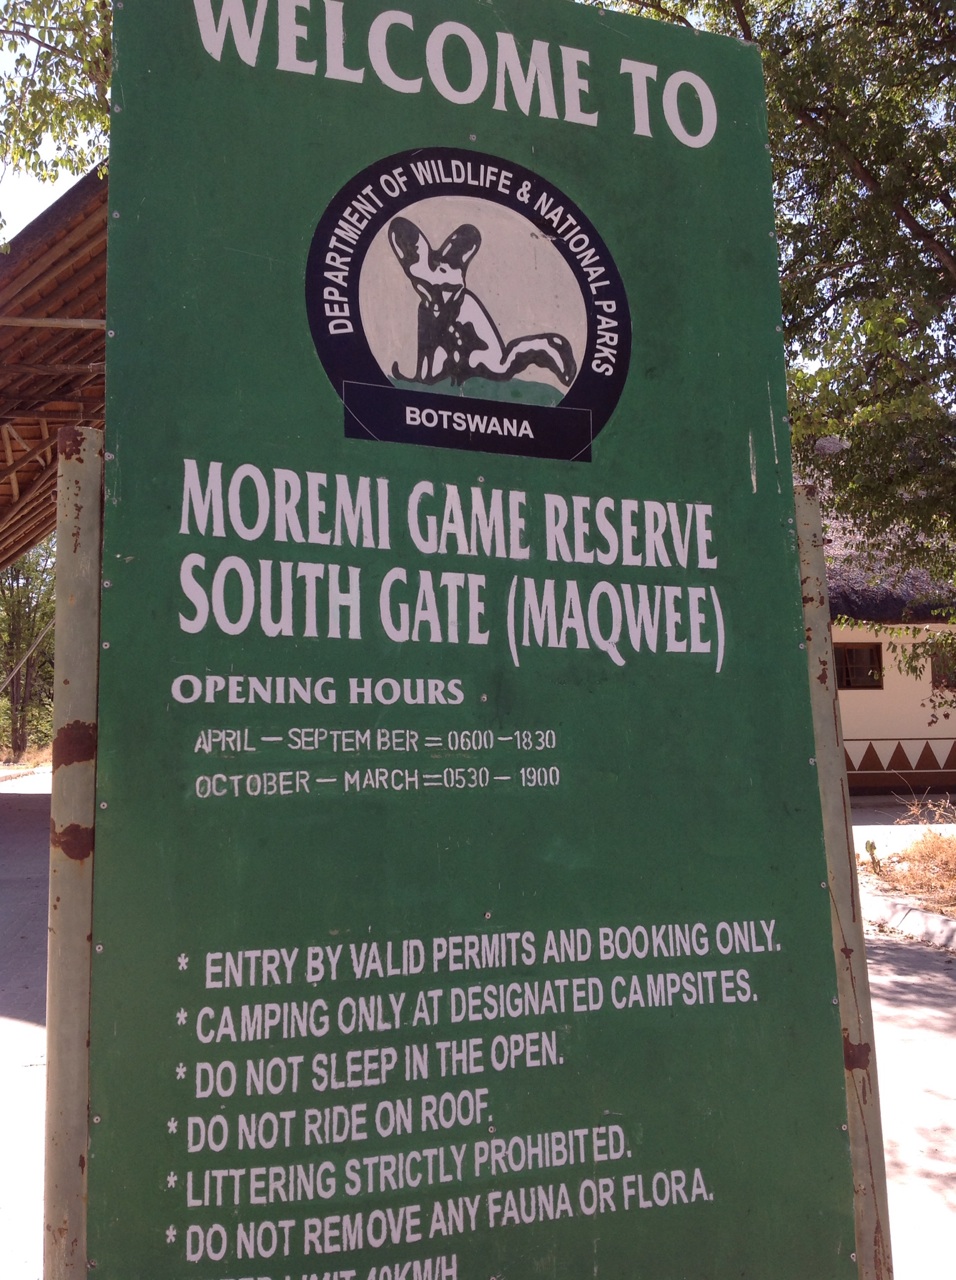 WELCOME TO
DEPARTMENT OF WILDLIFE & NATIONAL PARKS
BOTSWANA
MOREMI GAME RESERVE
SOUTH GATE (MAQWEE)
OPENING HOURS
APRIL – SEPTEMBER = 0600 – 1830
OCTOBER – MARCH = 0530 – 1900
* ENTRY BY VALID PERMITS AND BOOKING ONLY.
* CAMPING ONLY AT DESIGNATED CAMPSITES.
* DO NOT SLEEP IN THE OPEN.
* DO NOT RIDE ON ROOF.
* LITTERING STRICTLY PROHIBITED.
* DO NOT REMOVE ANY FAUNA OR FLORA.
LIMIT 40KM/H